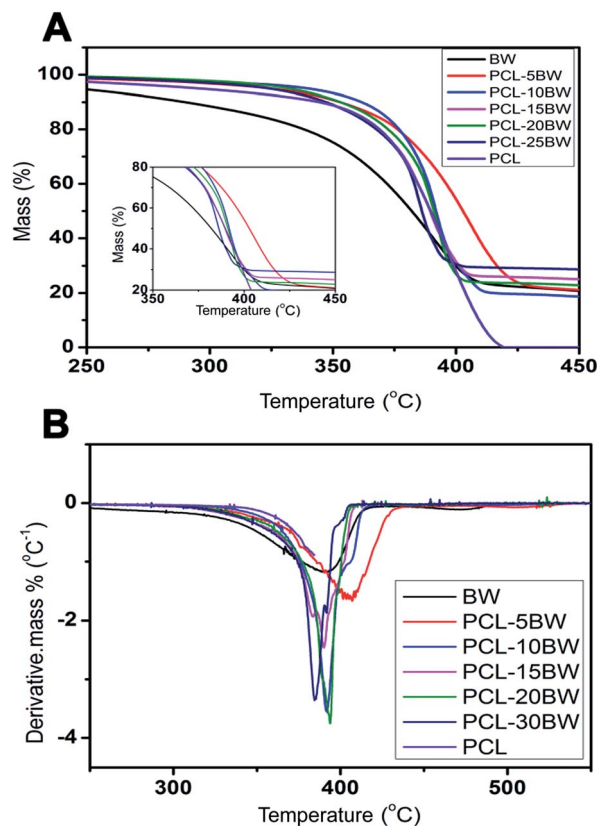 A
100
80
60
40
20
0
Mass (%)
BW
PCL-5BW
PCL-10BW
PCL-15BW
PCL-20BW
PCL-25BW
PCL
80
60
40
20
Mass (%)
350
400
450
Temperature (°C)
250
300
350
400
450
Temperature (°C)
B
0
-2
-4
Derivative.mass % (°C⁻¹)
BW
PCL-5BW
PCL-10BW
PCL-15BW
PCL-20BW
PCL-30BW
PCL
300
400
500
Temperature (°C)